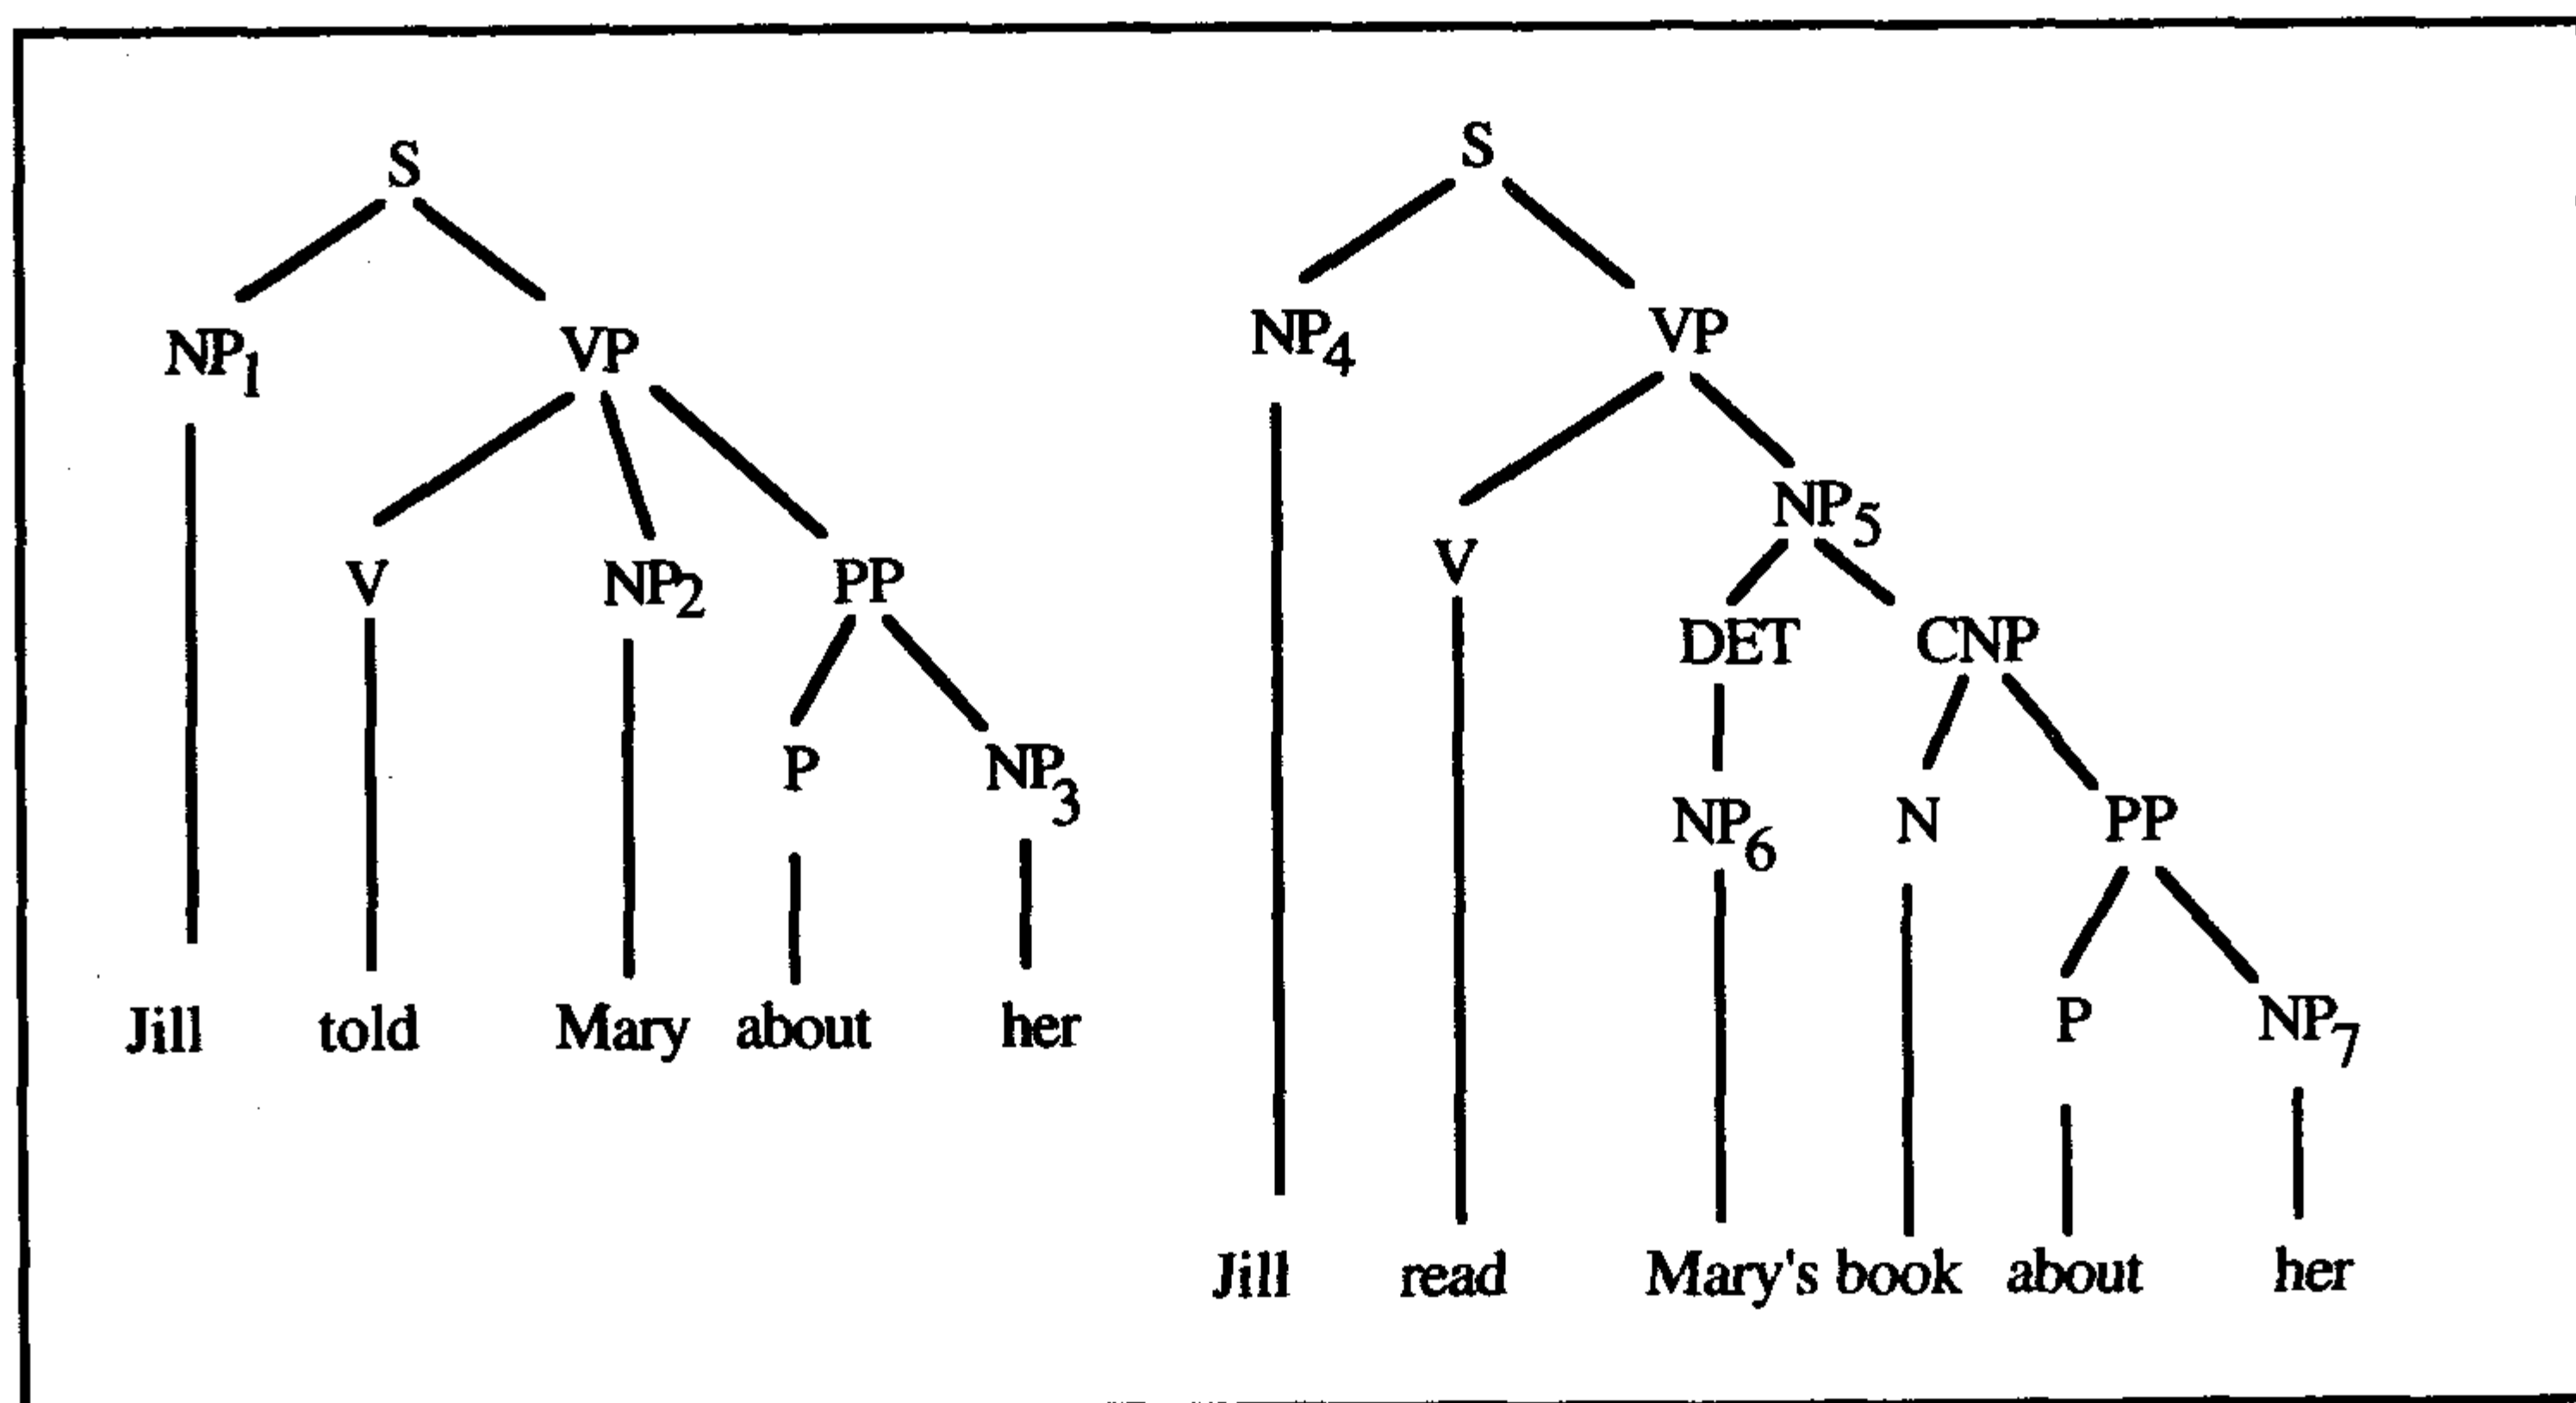 S
NP1 VP
V NP2 PP
P NP3
Jill told Mary about her
S
NP4 VP
V NP5
DET CNP
NP6 N PP
P NP7
Jill read Mary's book about her